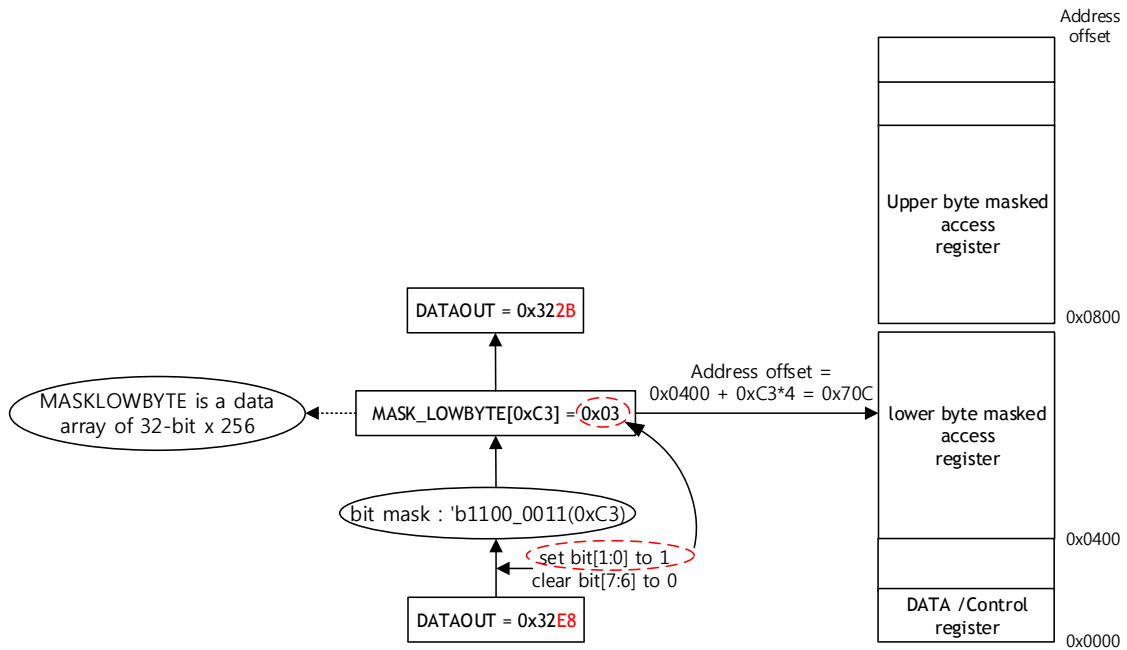 Address
offset
Upper byte masked
access
register
0x0800
DATAOUT = 0x322B
Address offset =
0x0400 + 0xC3*4 = 0x70C
MASKLOWBYTE is a data
array of 32-bit x 256
MASK_LOWBYTE[0xC3] = 0x03
lower byte masked
access
register
bit mask : 'b1100_0011(0xC3)
0x0400
set bit[1:0] to 1
clear bit[7:6] to 0
DATAOUT = 0x32E8
DATA /Control
register
0x0000